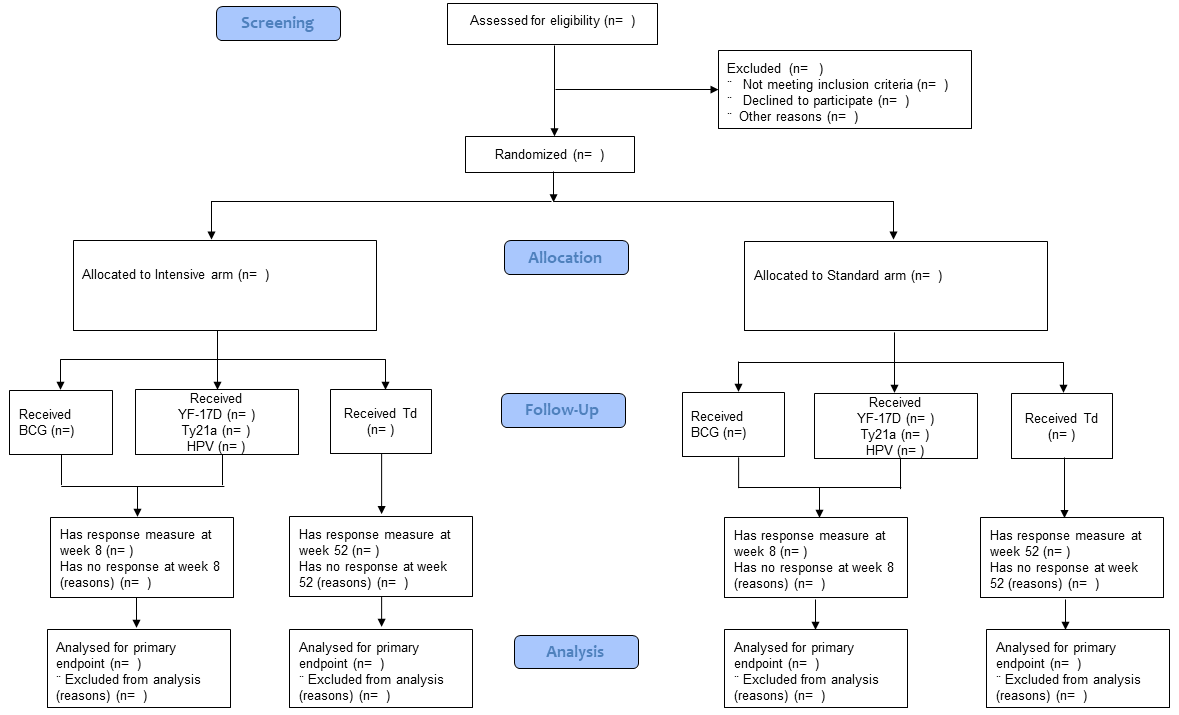 Screening
Assessed for eligibility (n=  )
Excluded (n=   )
¨  Not meeting inclusion criteria (n=  )
¨  Declined to participate (n=  )
¨  Other reasons (n=  )
Randomized (n=  )
Allocation
Allocated to Intensive arm (n=  )
Allocated to Standard arm (n=  )
Follow-Up
Received
BCG (n=)
Received
YF-17D (n= )
Ty21a (n= )
HPV (n= )
Received Td
(n= )
Received
BCG (n=)
Received
YF-17D (n= )
Ty21a (n= )
HPV (n= )
Received Td
(n= )
Has response measure at
week 8 (n= )
Has no response at week 8
(reasons) (n=  )
Has response measure at
week 52 (n= )
Has no response at week
52 (reasons) (n=  )
Has response measure at
week 8 (n= )
Has no response at week 8
(reasons) (n=  )
Has response measure at
week 52 (n= )
Has no response at week
52 (reasons) (n=  )
Analysis
Analysed for primary
endpoint (n=  )
¨ Excluded from analysis
(reasons) (n=  )
Analysed for primary
endpoint (n=  )
¨ Excluded from analysis
(reasons) (n=  )
Analysed for primary
endpoint (n=  )
¨ Excluded from analysis
(reasons) (n=  )
Analysed for primary
endpoint (n=  )
¨ Excluded from analysis
(reasons) (n=  )